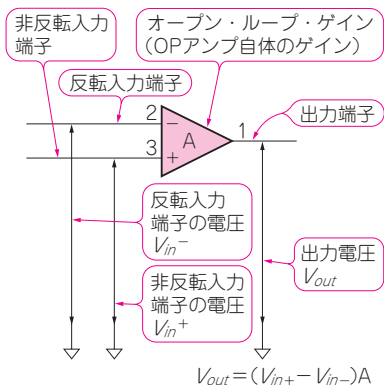 非反転入力
端子
オープン・ループ・ゲイン
(OPアンプ自体のゲイン)
反転入力端子
出力端子
2
−
3
+
A
1
反転入力
端子の電圧
Vin−
非反転入力
端子の電圧
Vin+
出力電圧
Vout
Vout=(Vin+−Vin−)A